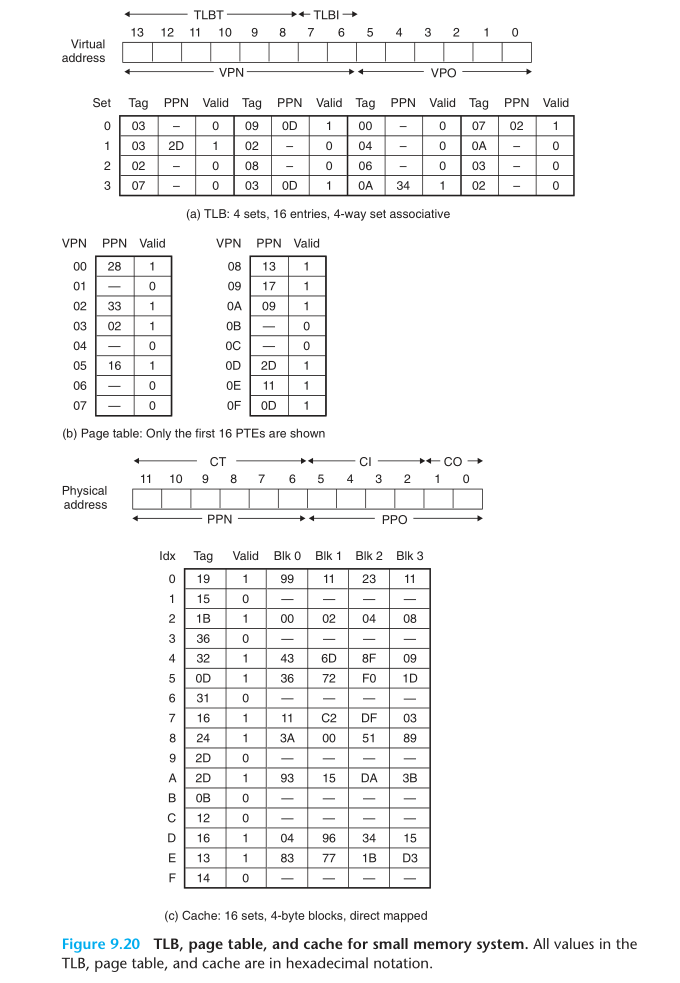 TLBT TLBI
13 12 11 10 9 8 7 6 5 4 3 2 1 0
Virtual
address
VPN VPO
Set Tag PPN Valid Tag PPN Valid Tag PPN Valid Tag PPN Valid
0 03 – 0 09 0D 1 00 – 0 07 02 1
1 03 2D 1 02 – 0 04 – 0 0A – 0
2 02 – 0 08 – 0 06 – 0 03 – 0
3 07 – 0 03 0D 1 0A 34 1 02 – 0
(a) TLB: 4 sets, 16 entries, 4-way set associative
VPN PPN Valid VPN PPN Valid
00 28 1 08 13 1
01 — 0 09 17 1
02 33 1 0A 09 1
03 02 1 0B — 0
04 — 0 0C — 0
05 16 1 0D 2D 1
06 — 0 0E 11 1
07 — 0 0F 0D 1
(b) Page table: Only the first 16 PTEs are shown
CT CI CO
11 10 9 8 7 6 5 4 3 2 1 0
Physical
address
PPN PPO
Idx Tag Valid Blk 0 Blk 1 Blk 2 Blk 3
0 19 1 99 11 23 11
1 15 0 — — — —
2 1B 1 00 02 04 08
3 36 0 — — — —
4 32 1 43 6D 8F 09
5 0D 1 36 72 F0 1D
6 31 0 — — — —
7 16 1 11 C2 DF 03
8 24 1 3A 00 51 89
9 2D 0 — — — —
A 2D 1 93 15 DA 3B
B 0B 0 — — — —
C 12 0 — — — —
D 16 1 04 96 34 15
E 13 1 83 77 1B D3
F 14 0 — — — —
(c) Cache: 16 sets, 4-byte blocks, direct mapped
Figure 9.20 TLB, page table, and cache for small memory system. All values in the
TLB, page table, and cache are in hexadecimal notation.